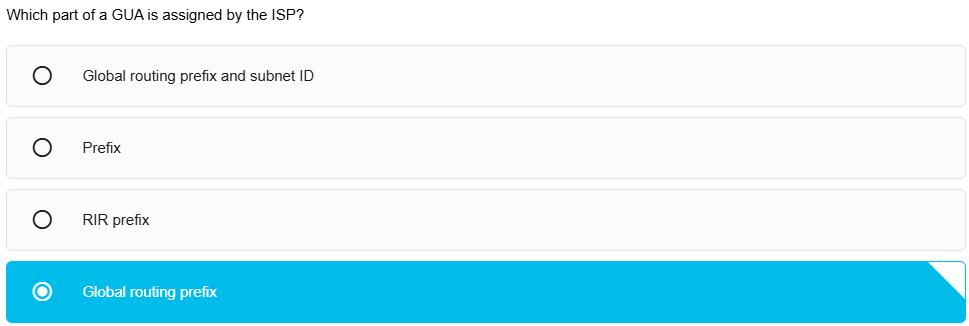 Which part of a GUA is assigned by the ISP?
Global routing prefix and subnet ID
Prefix
RIR prefix
Global routing prefix